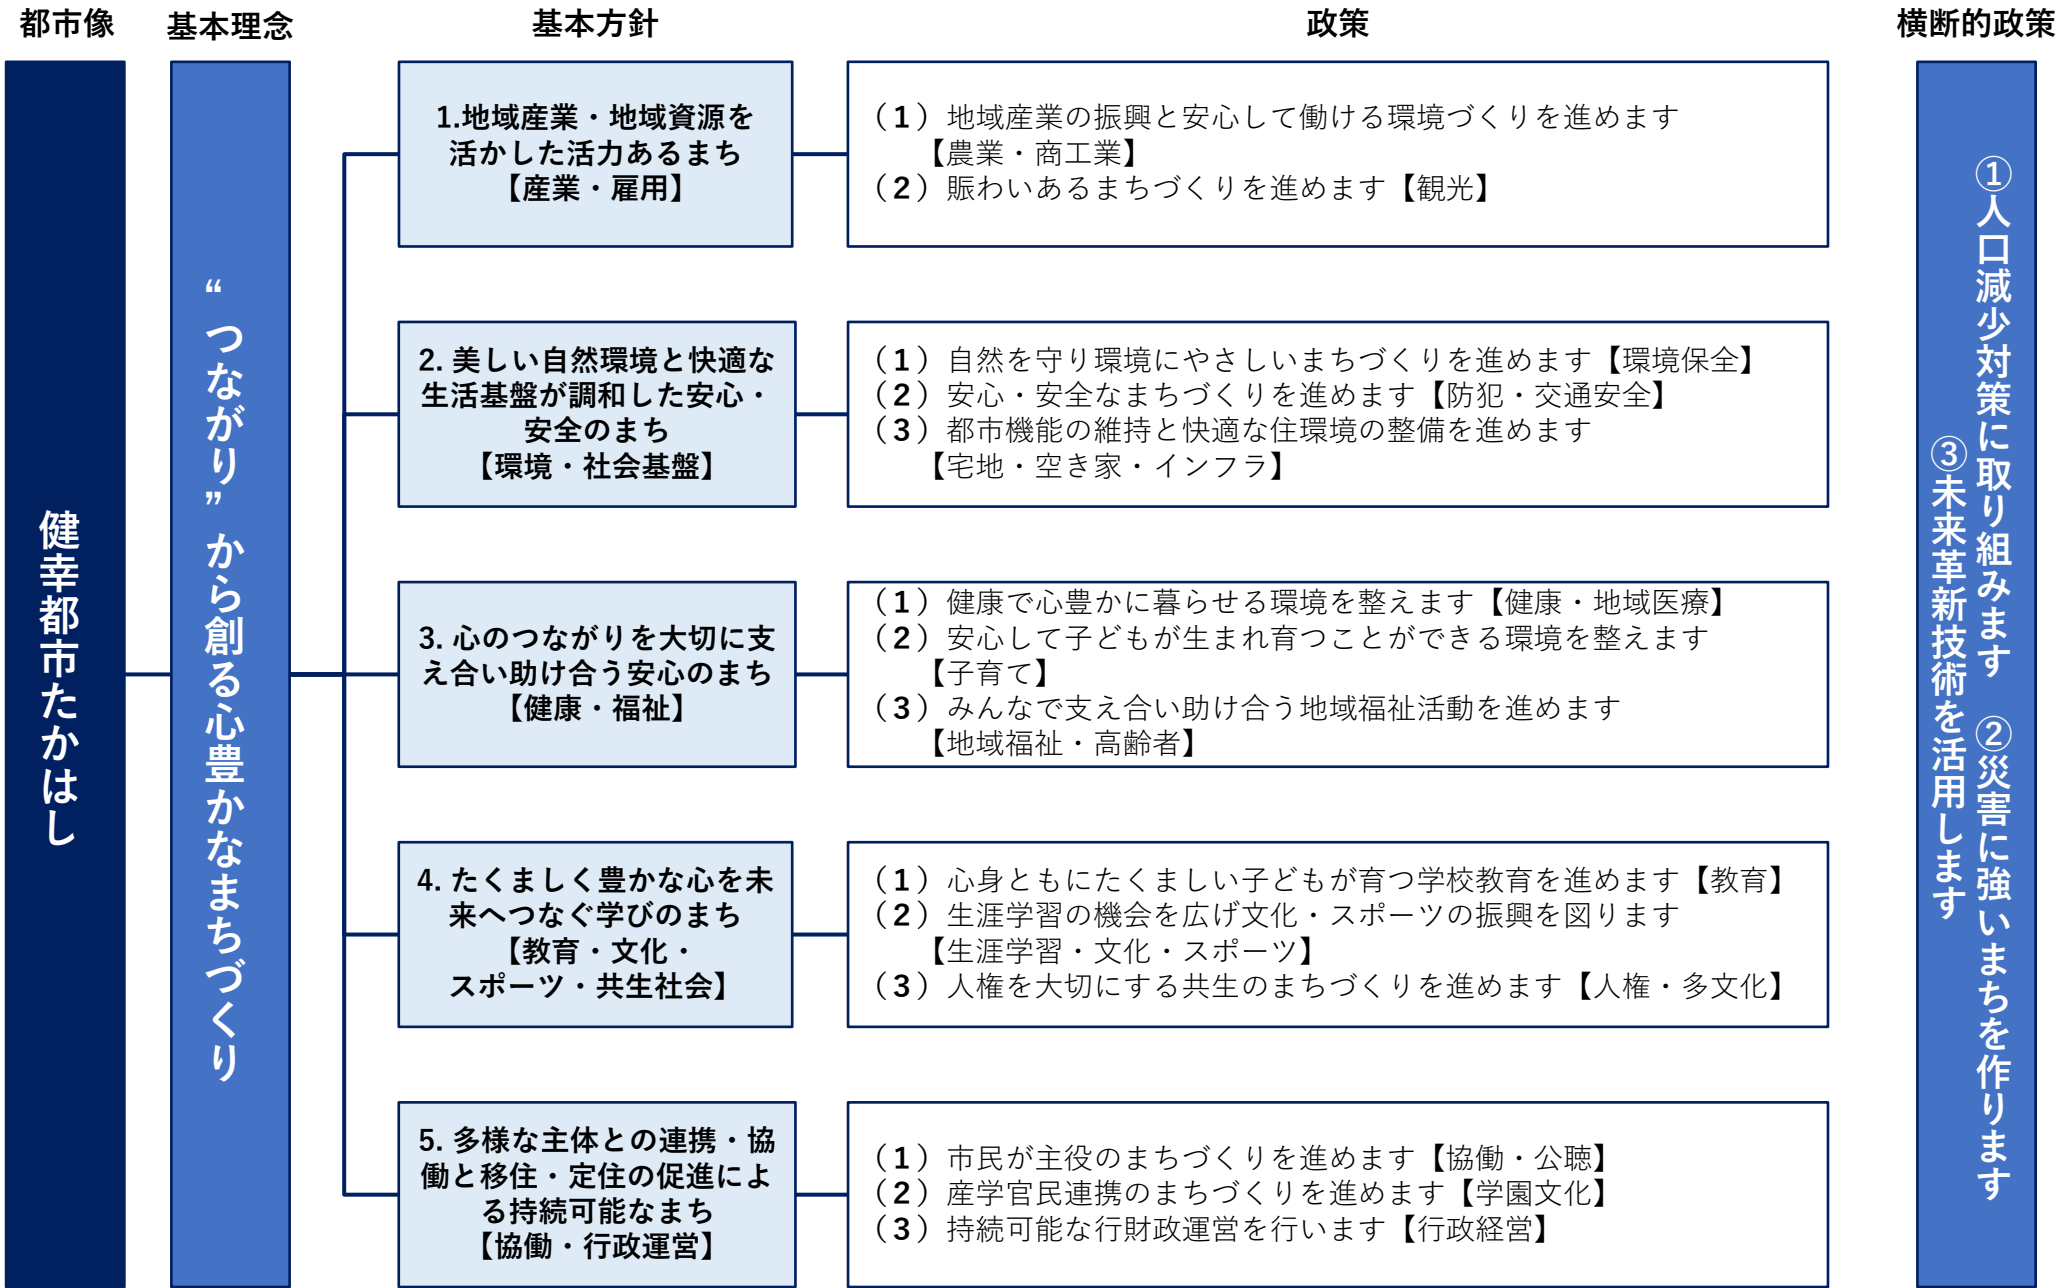 都市像
基本理念
基本方針
政策
横断的政策
健幸都市たかはし
“つながり”から創る心豊かなまちづくり
1.地域産業・地域資源を
活かした活力あるまち
【産業・雇用】
（1）地域産業の振興と安心して働ける環境づくりを進めます
【農業・商工業】
（2）賑わいあるまちづくりを進めます【観光】
2. 美しい自然環境と快適な
生活基盤が調和した安心・
安全のまち
【環境・社会基盤】
（1）自然を守り環境にやさしいまちづくりを進めます【環境保全】
（2）安心・安全なまちづくりを進めます【防犯・交通安全】
（3）都市機能の維持と快適な住環境の整備を進めます
【宅地・空き家・インフラ】
3. 心のつながりを大切に支
え合い助け合う安心のまち
【健康・福祉】
（1）健康で心豊かに暮らせる環境を整えます【健康・地域医療】
（2）安心して子どもが生まれ育つことができる環境を整えます
【子育て】
（3）みんなで支え合い助け合う地域福祉活動を進めます
【地域福祉・高齢者】
4. たくましく豊かな心を未
来へつなぐ学びのまち
【教育・文化・
スポーツ・共生社会】
（1）心身ともにたくましい子どもが育つ学校教育を進めます【教育】
（2）生涯学習の機会を広げ文化・スポーツの振興を図ります
【生涯学習・文化・スポーツ】
（3）人権を大切にする共生のまちづくりを進めます【人権・多文化】
5. 多様な主体との連携・協
働と移住・定住の促進によ
る持続可能なまち
【協働・行政運営】
（1）市民が主役のまちづくりを進めます【協働・公聴】
（2）産学官民連携のまちづくりを進めます【学園文化】
（3）持続可能な行財政運営を行います【行政経営】
①人口減少対策に取り組みます　②災害に強いまちを作ります
③未来革新技術を活用します